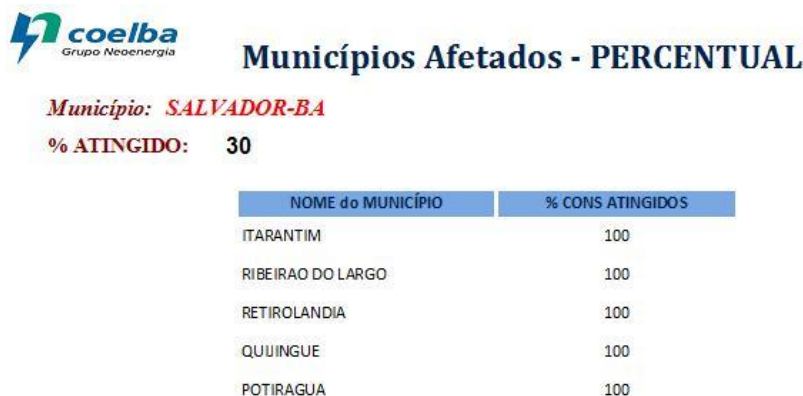 coelba
Grupo Neoenergia
Municípios Afetados - PERCENTUAL
Município: SALVADOR-BA
% ATINGIDO: 30
NOME do MUNICÍPIO % CONS ATINGIDOS
ITARANTIM 100
RIBEIRAO DO LARGO 100
RETIROLANDIA 100
QUIJINGUE 100
POTIRAGUA 100